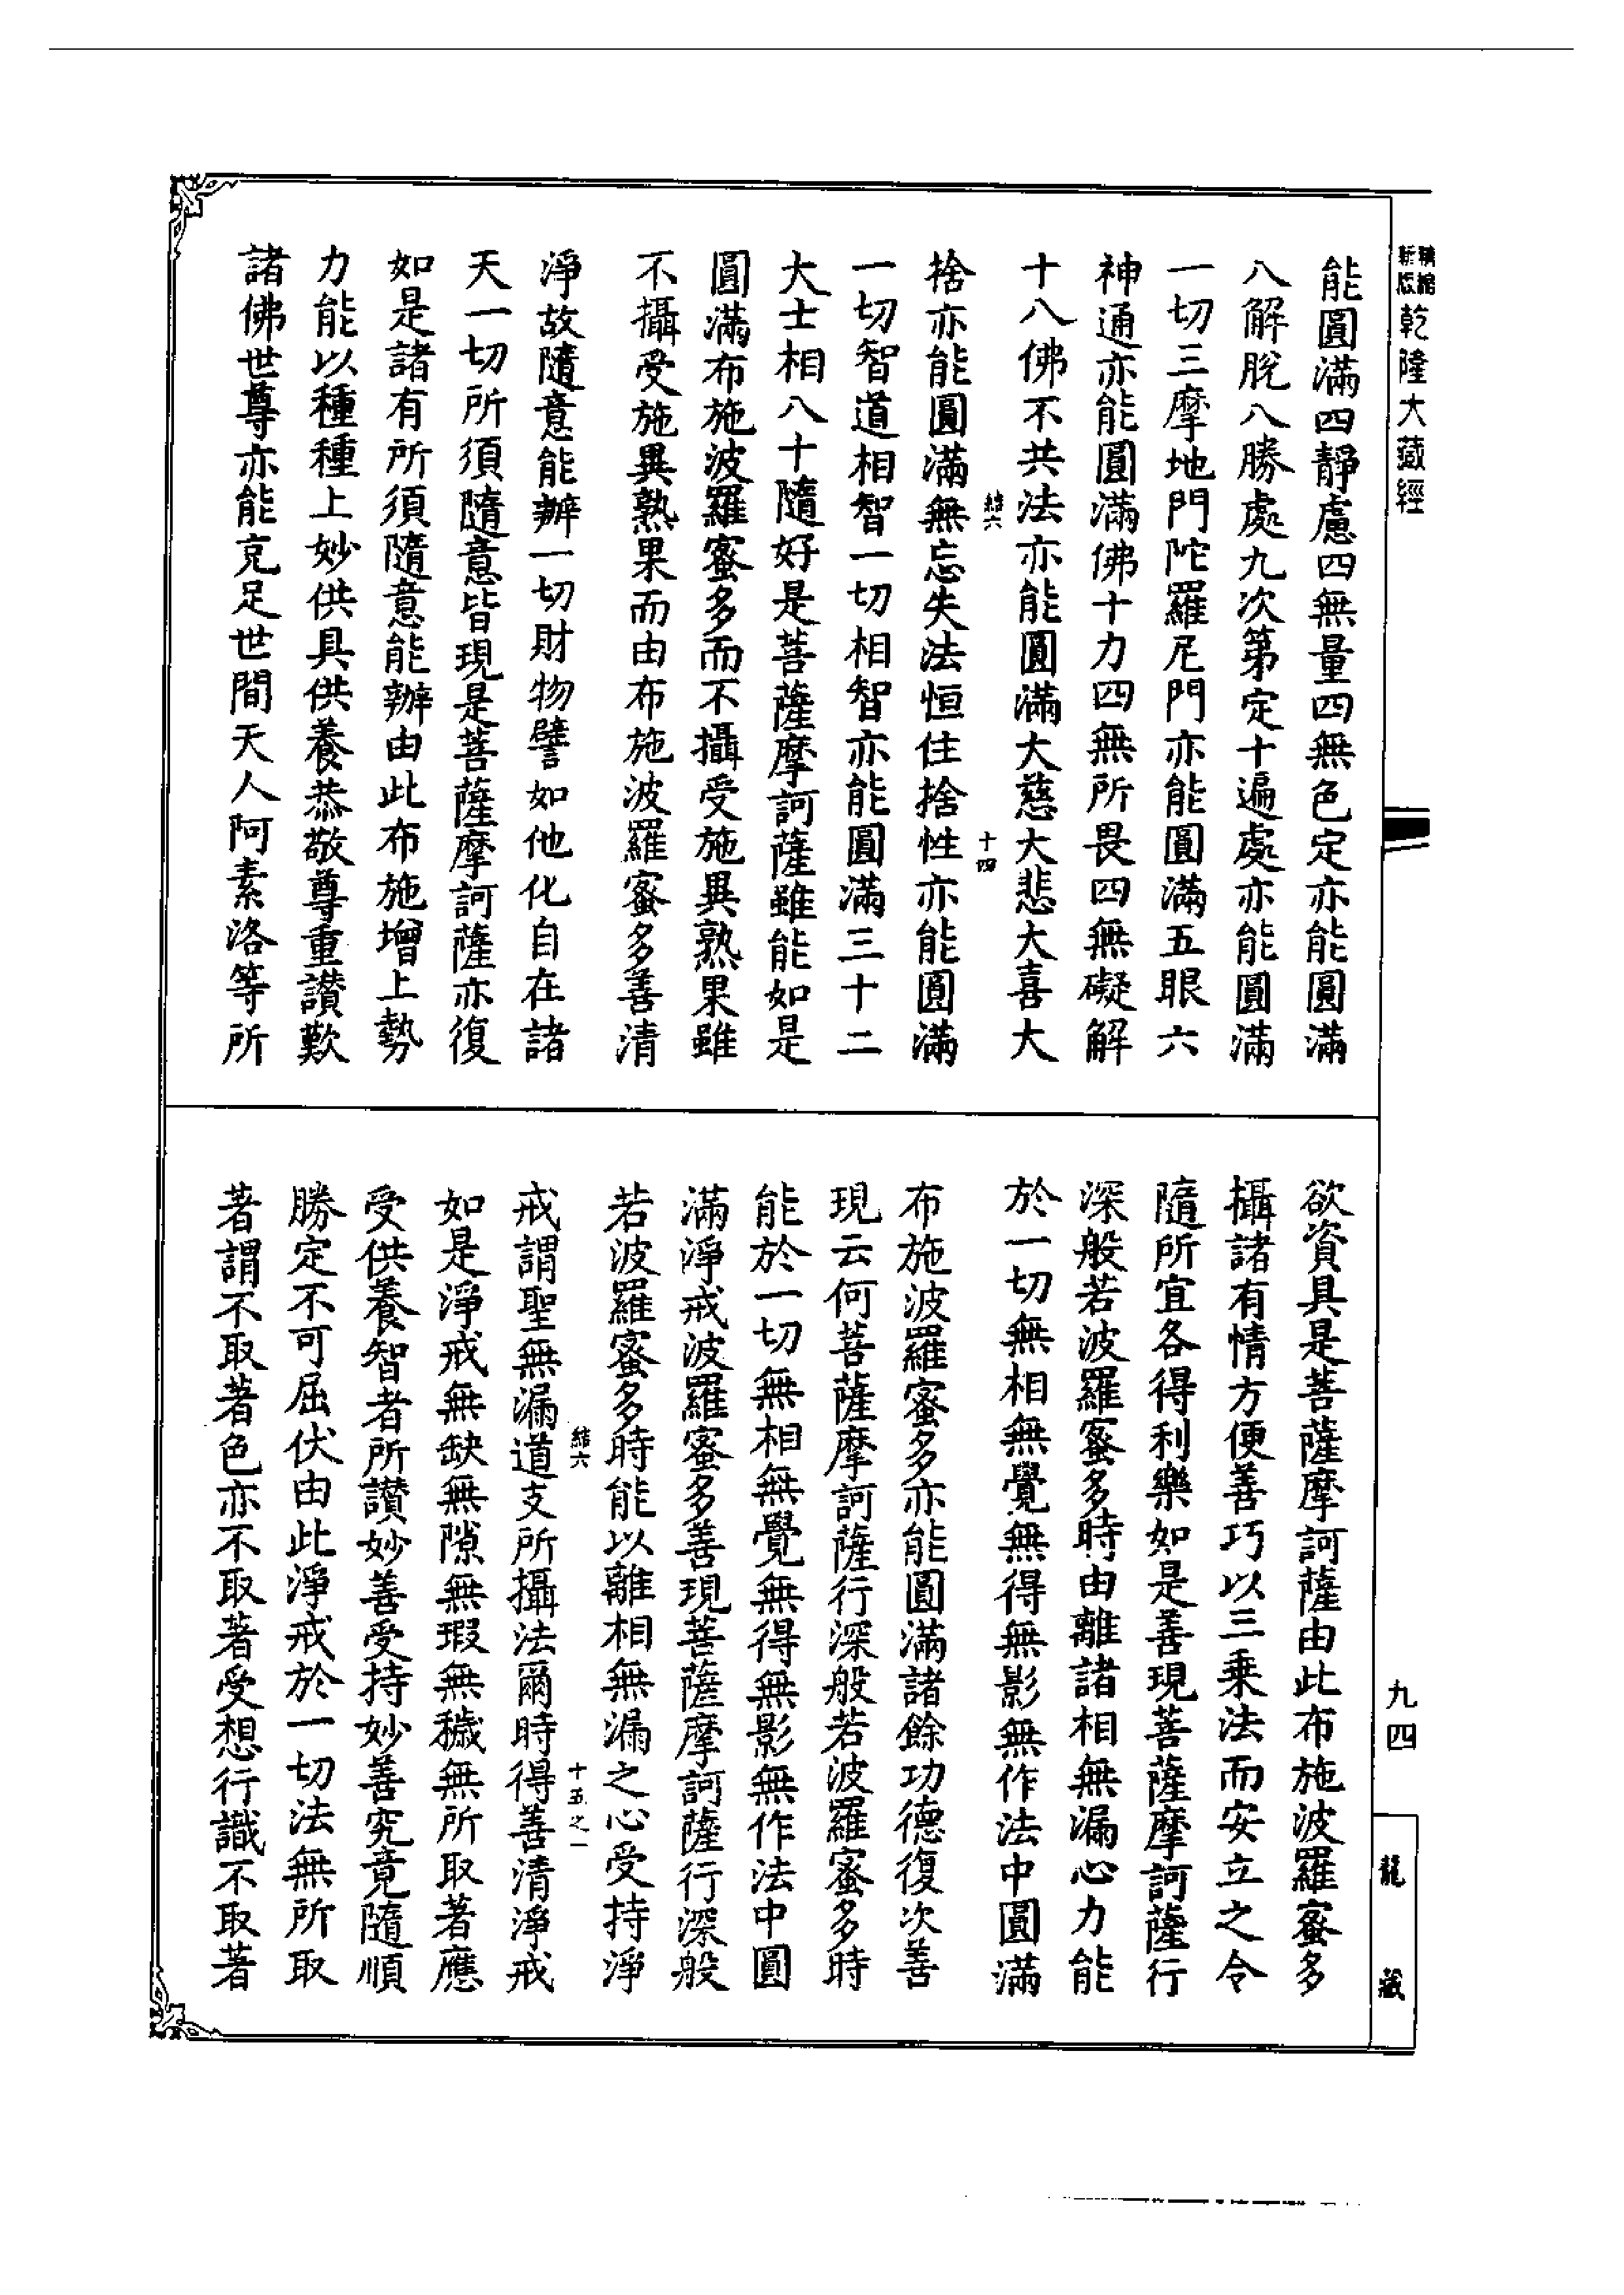 精縮
新版
乾隆大藏經
能圓滿四靜慮四無量四無色定亦能圓滿
八解脫八勝處九次第定十遍處亦能圓滿
一切三摩地門陀羅尼門亦能圓滿五眼六
神通亦能圓滿佛十力四無所畏四無礙解
十八佛不共法亦能圓滿大慈大悲大喜大
結六
十四
捨亦能圓滿無忘失法恒住捨性亦能圓滿
一切智道相智一切相智亦能圓滿三十二
大士相八十隨好是菩薩摩訶薩雖能如是
圓滿布施波羅蜜多而不攝受施異熟果雖
不攝受施異熟果而由布施波羅蜜多善清
淨故隨意能辦一切財物譬如他化自在諸
天一切所須隨意皆現是菩薩摩訶薩亦復
如是諸有所須隨意能辦由此布施增上勢
力能以種種上妙供具供養恭敬尊重讚歎
諸佛世尊亦能充足世間天人阿素洛等所
欲資具是菩薩摩訶薩由此布施波羅蜜多
攝諸有情方便善巧以三乘法而安立之令
隨所宜各得利樂如是善現菩薩摩訶薩行
深般若波羅蜜多時由離諸相無漏心力能
於一切無相無覺無得無影無作法中圓滿
布施波羅蜜多亦能圓滿諸餘功德復次善
現云何菩薩摩訶薩行深般若波羅蜜多時
能於一切無相無覺無得無影無作法中圓
滿淨戒波羅蜜多善現菩薩摩訶薩行深般
若波羅蜜多時能以離相無漏之心受持淨
結六
十五之一
戒謂聖無漏道支所攝法爾時得善清淨戒
如是淨戒無缺無隙無瑕無穢無所取著應
受供養智者所讚妙善受持妙善究竟隨順
勝定不可屈伏由此淨戒於一切法無所取
著謂不取著色亦不取著受想行識不取著
九四
龍藏